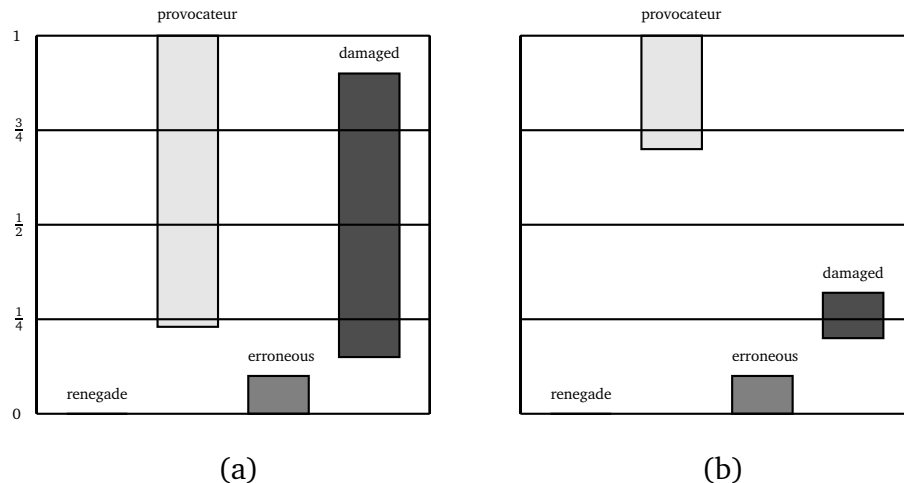 provocateur
damaged
erroneous
renegade
1
3/4
1/2
1/4
0
(a)
provocateur
damaged
erroneous
renegade
(b)